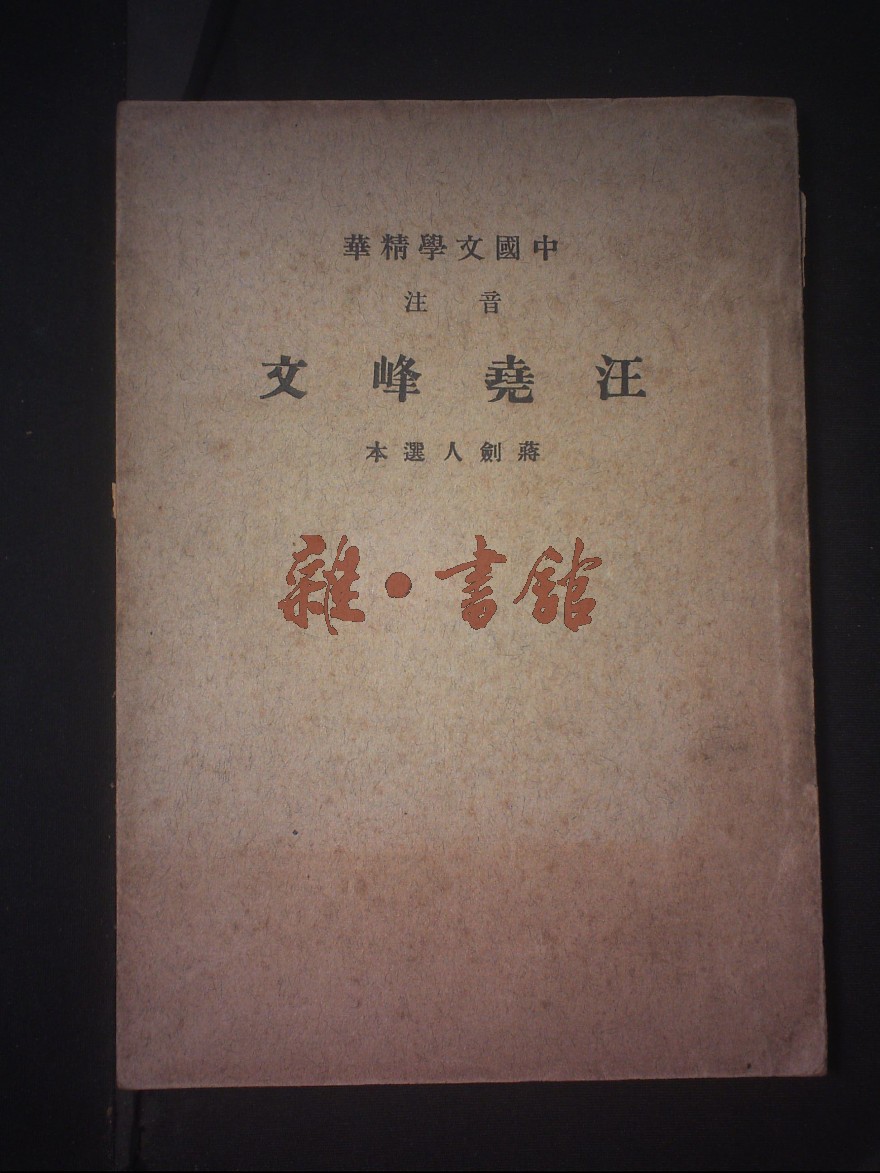 中國文學精華
音注
汪堯峰文
蔣劍人選本
雜·書館